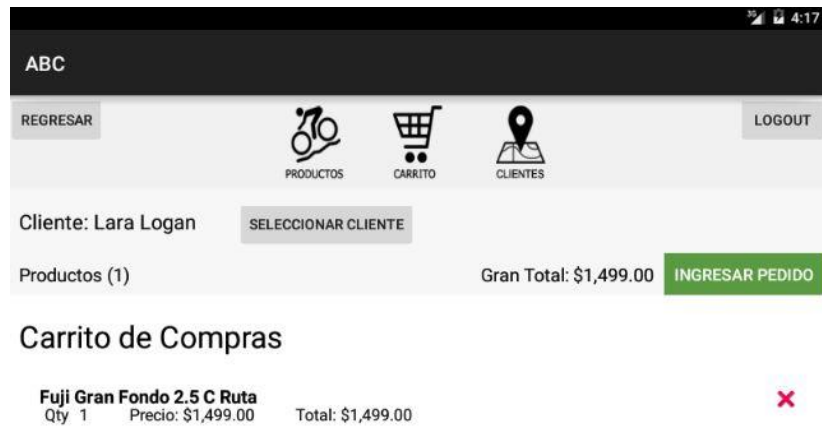 3G 4:17
ABC
REGRESAR LOGOUT
PRODUCTOS CARRITO CLIENTES
Cliente: Lara Logan SELECCIONAR CLIENTE
Productos (1) Gran Total: $1,499.00 INGRESAR PEDIDO
Carrito de Compras
Fuji Gran Fondo 2.5 C Ruta
Qty 1 Precio: $1,499.00 Total: $1,499.00